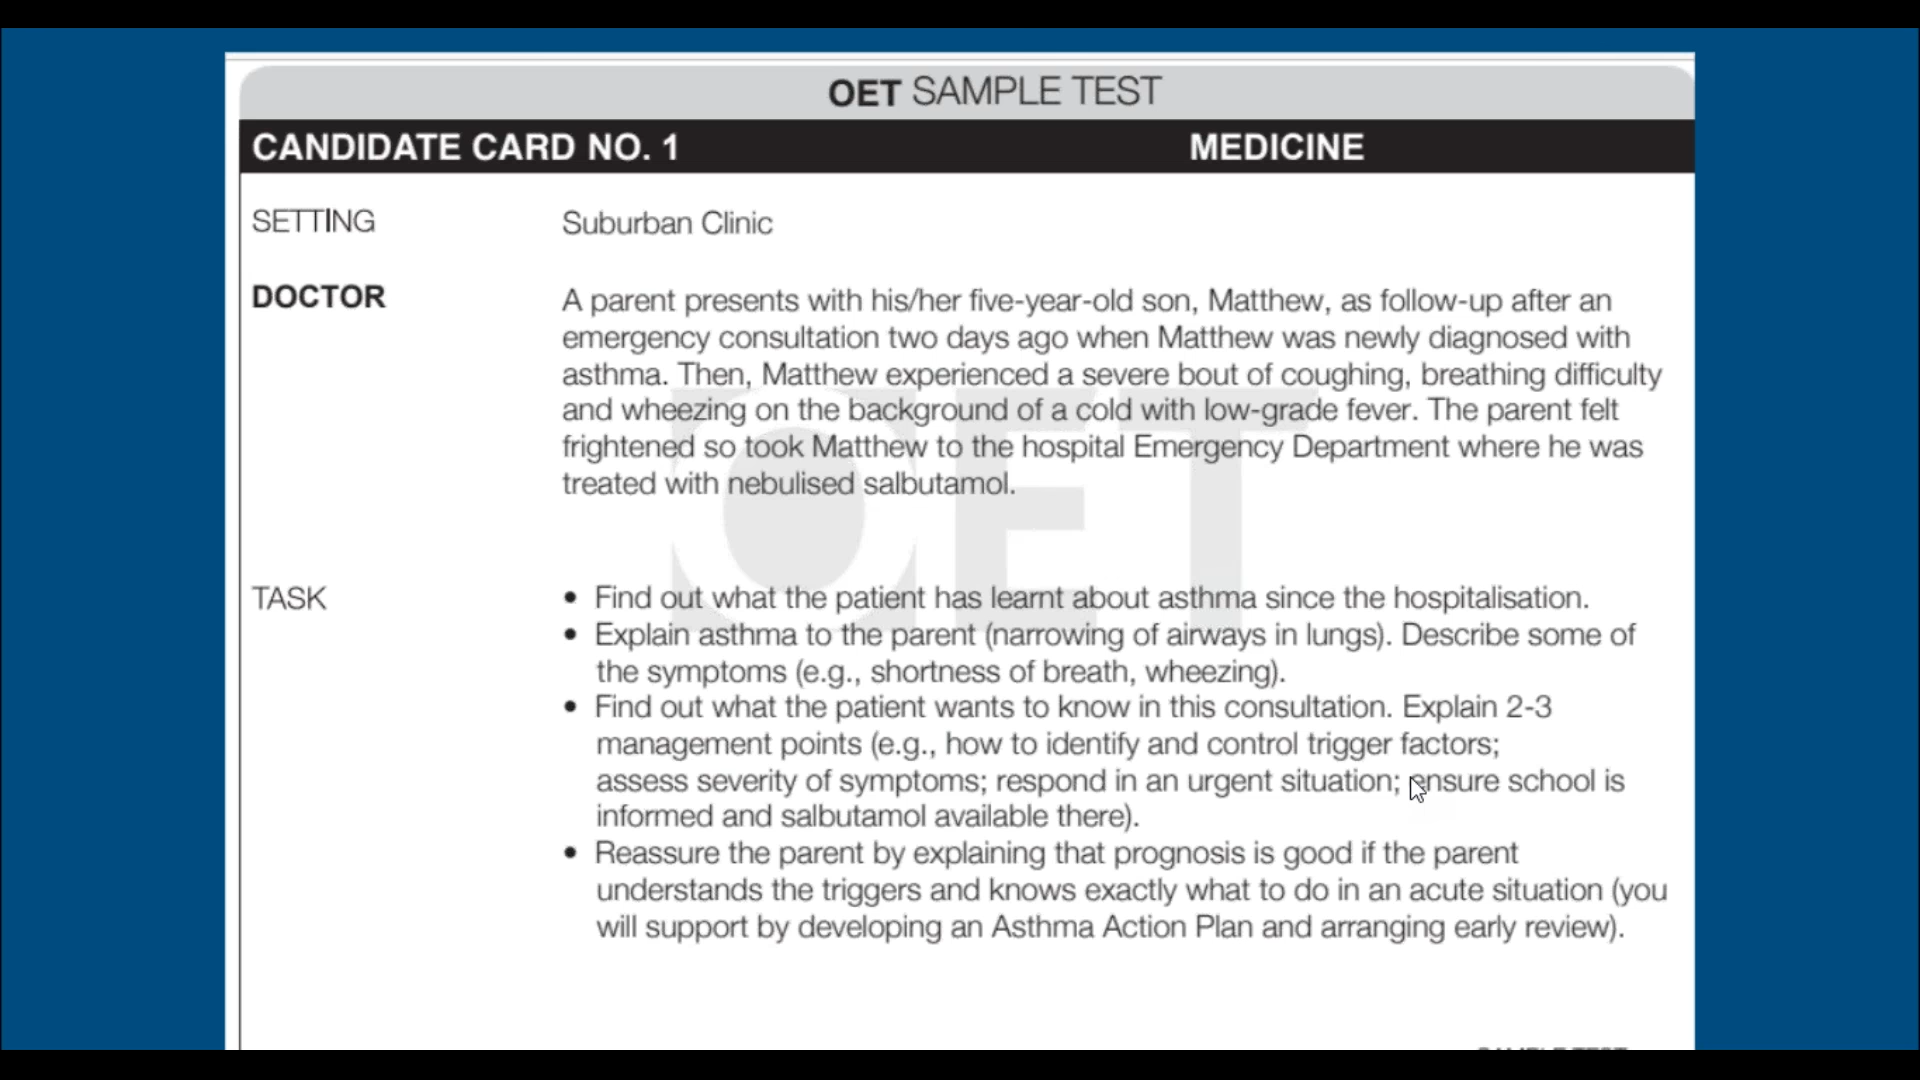 OET SAMPLE TEST
CANDIDATE CARD NO. 1 MEDICINE
SETTING Suburban Clinic
DOCTOR A parent presents with his/her five-year-old son, Matthew, as follow-up after an
emergency consultation two days ago when Matthew was newly diagnosed with
asthma. Then, Matthew experienced a severe bout of coughing, breathing difficulty
and wheezing on the background of a cold with low-grade fever. The parent felt
frightened so took Matthew to the hospital Emergency Department where he was
treated with nebulised salbutamol.
OET
TASK • Find out what the patient has learnt about asthma since the hospitalisation.
• Explain asthma to the parent (narrowing of airways in lungs). Describe some of
the symptoms (e.g., shortness of breath, wheezing).
• Find out what the patient wants to know in this consultation. Explain 2-3
management points (e.g., how to identify and control trigger factors;
assess severity of symptoms; respond in an urgent situation; ensure school is
informed and salbutamol available there).
• Reassure the parent by explaining that prognosis is good if the parent
understands the triggers and knows exactly what to do in an acute situation (you
will support by developing an Asthma Action Plan and arranging early review).